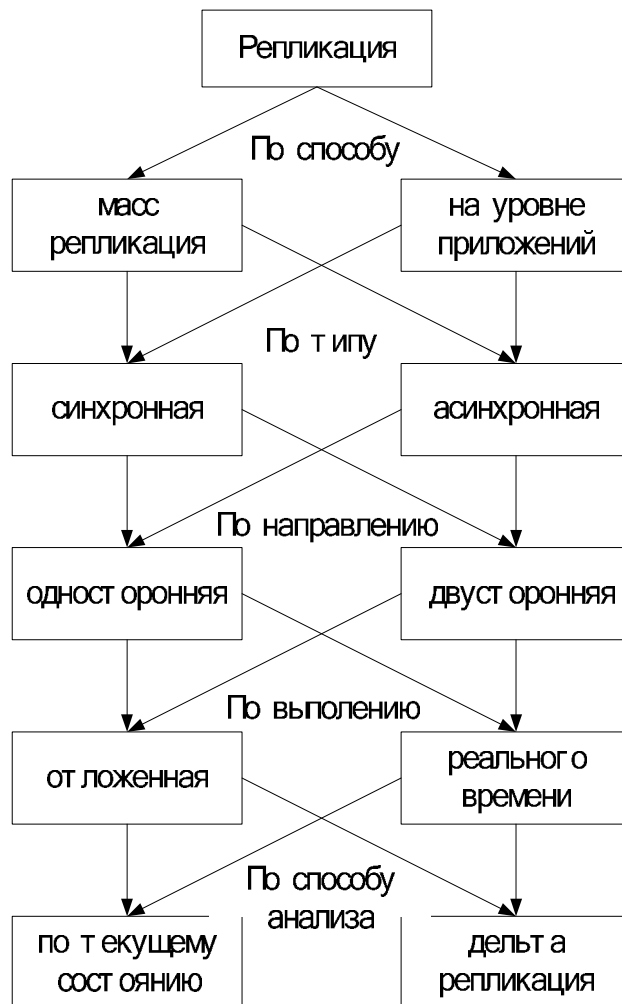 Репликация
По способу
масс
репликация
на уровне
приложений
По типу
синхронная
асинхронная
По направлению
односторонняя
двусторонняя
По выполению
отложенная
реального
времени
По способу
анализа
по текущему
состоянию
дельта
репликация